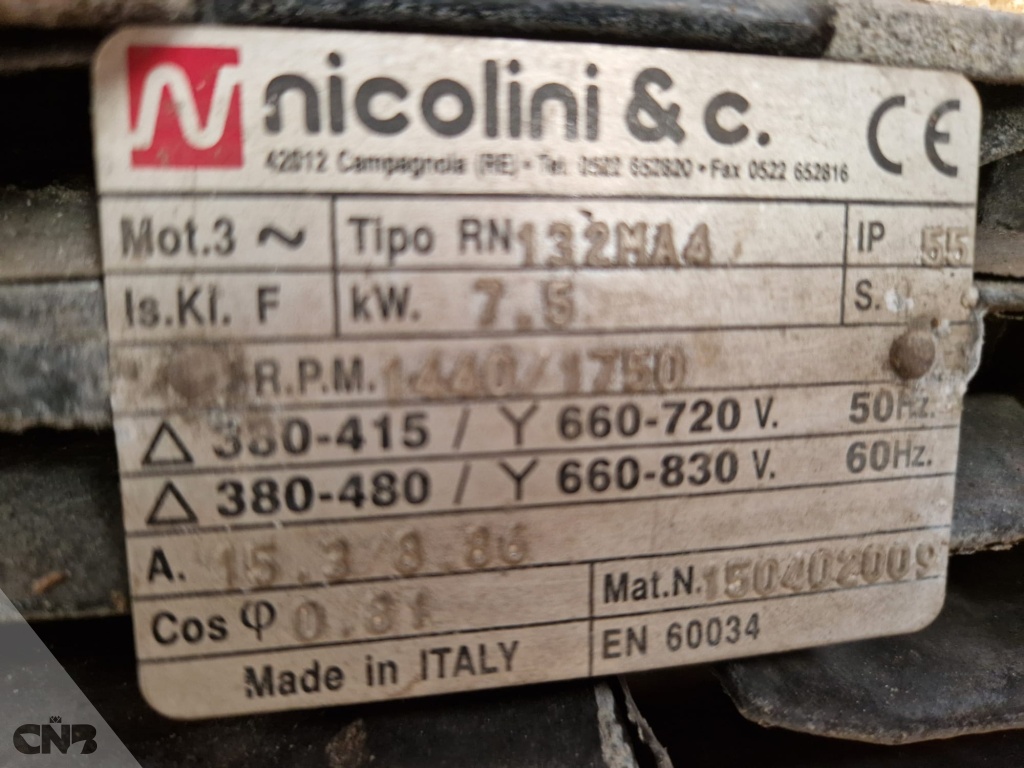 nicolini & c.
CE
42012 Campagnola (RE) • Tel. 0522 652820 • Fax 0522 652816
Mot.3 ~ Tipo RN 132MA4 IP 55
Is.Kl. F kW. 7.5 S.
R.P.M. 1440/1750
△ 380-415 / Y 660-720 V. 50Hz.
△ 380-480 / Y 660-830 V. 60Hz.
A. 15.3/8.86
Cos φ 0.81 Mat.N. 150402009
Made in ITALY EN 60034
CNB